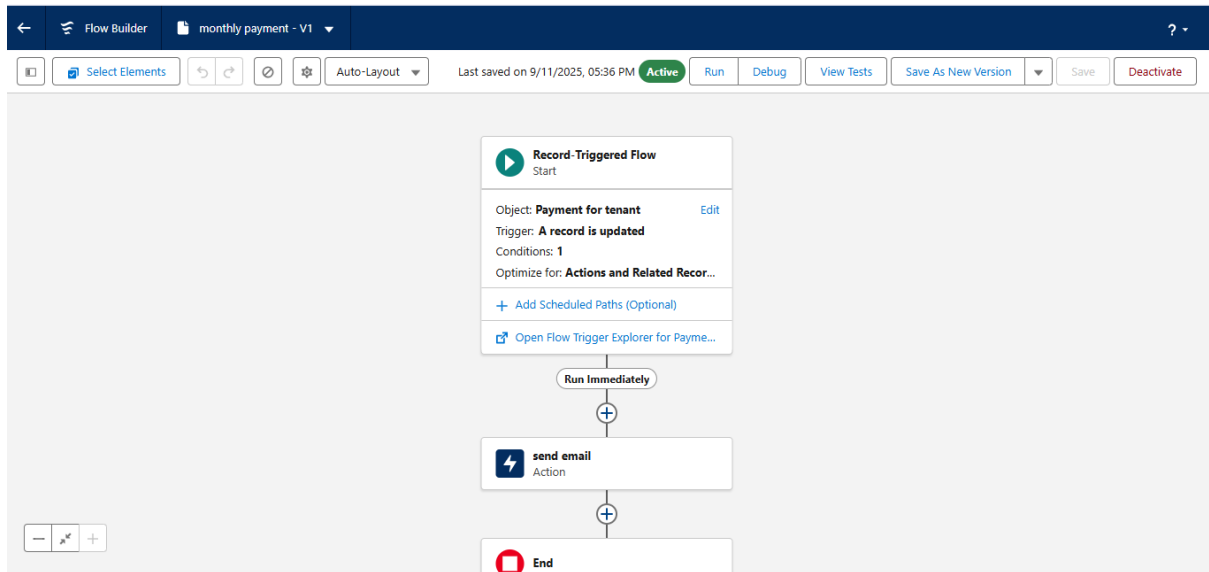 Flow Builder
monthly payment - V1
?
Select Elements
Auto-Layout
Last saved on 9/11/2025, 05:36 PM
Active
Run
Debug
View Tests
Save As New Version
Save
Deactivate
Record-Triggered Flow
Start
Object: Payment for tenant
Edit
Trigger: A record is updated
Conditions: 1
Optimize for: Actions and Related Recor...
Add Scheduled Paths (Optional)
Open Flow Trigger Explorer for Payme...
Run Immediately
send email
Action
End